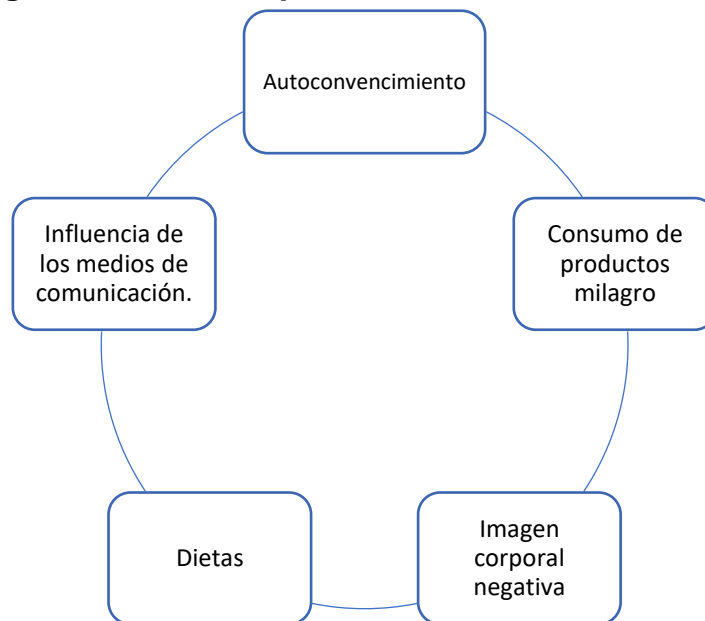 Autoconvencimiento
Influencia de
los medios de
comunicación.
Consumo de
productos
milagro
Dietas
Imagen
corporal
negativa